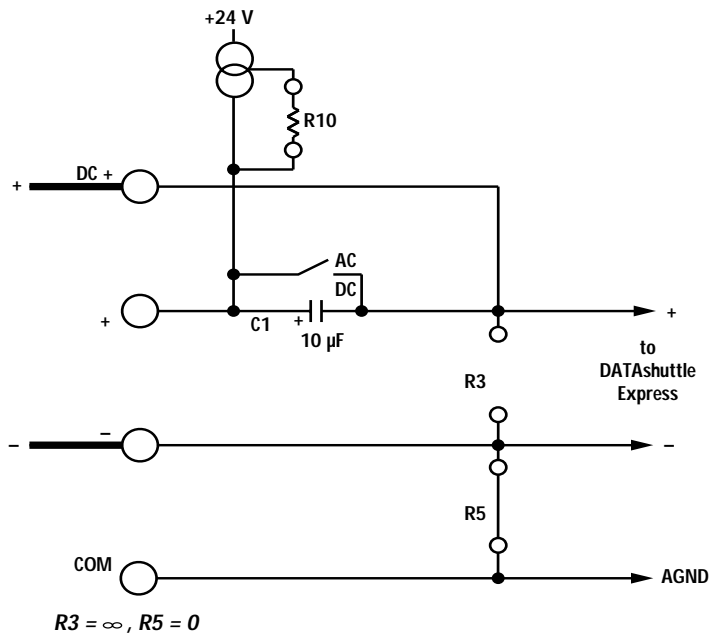 +24 V
R10
+
DC +
AC
DC
+
C1
+
10 µF
+
to
DATAshuttle
Express
R3
–
–
–
R5
COM
AGND
R3 = ∞, R5 = 0